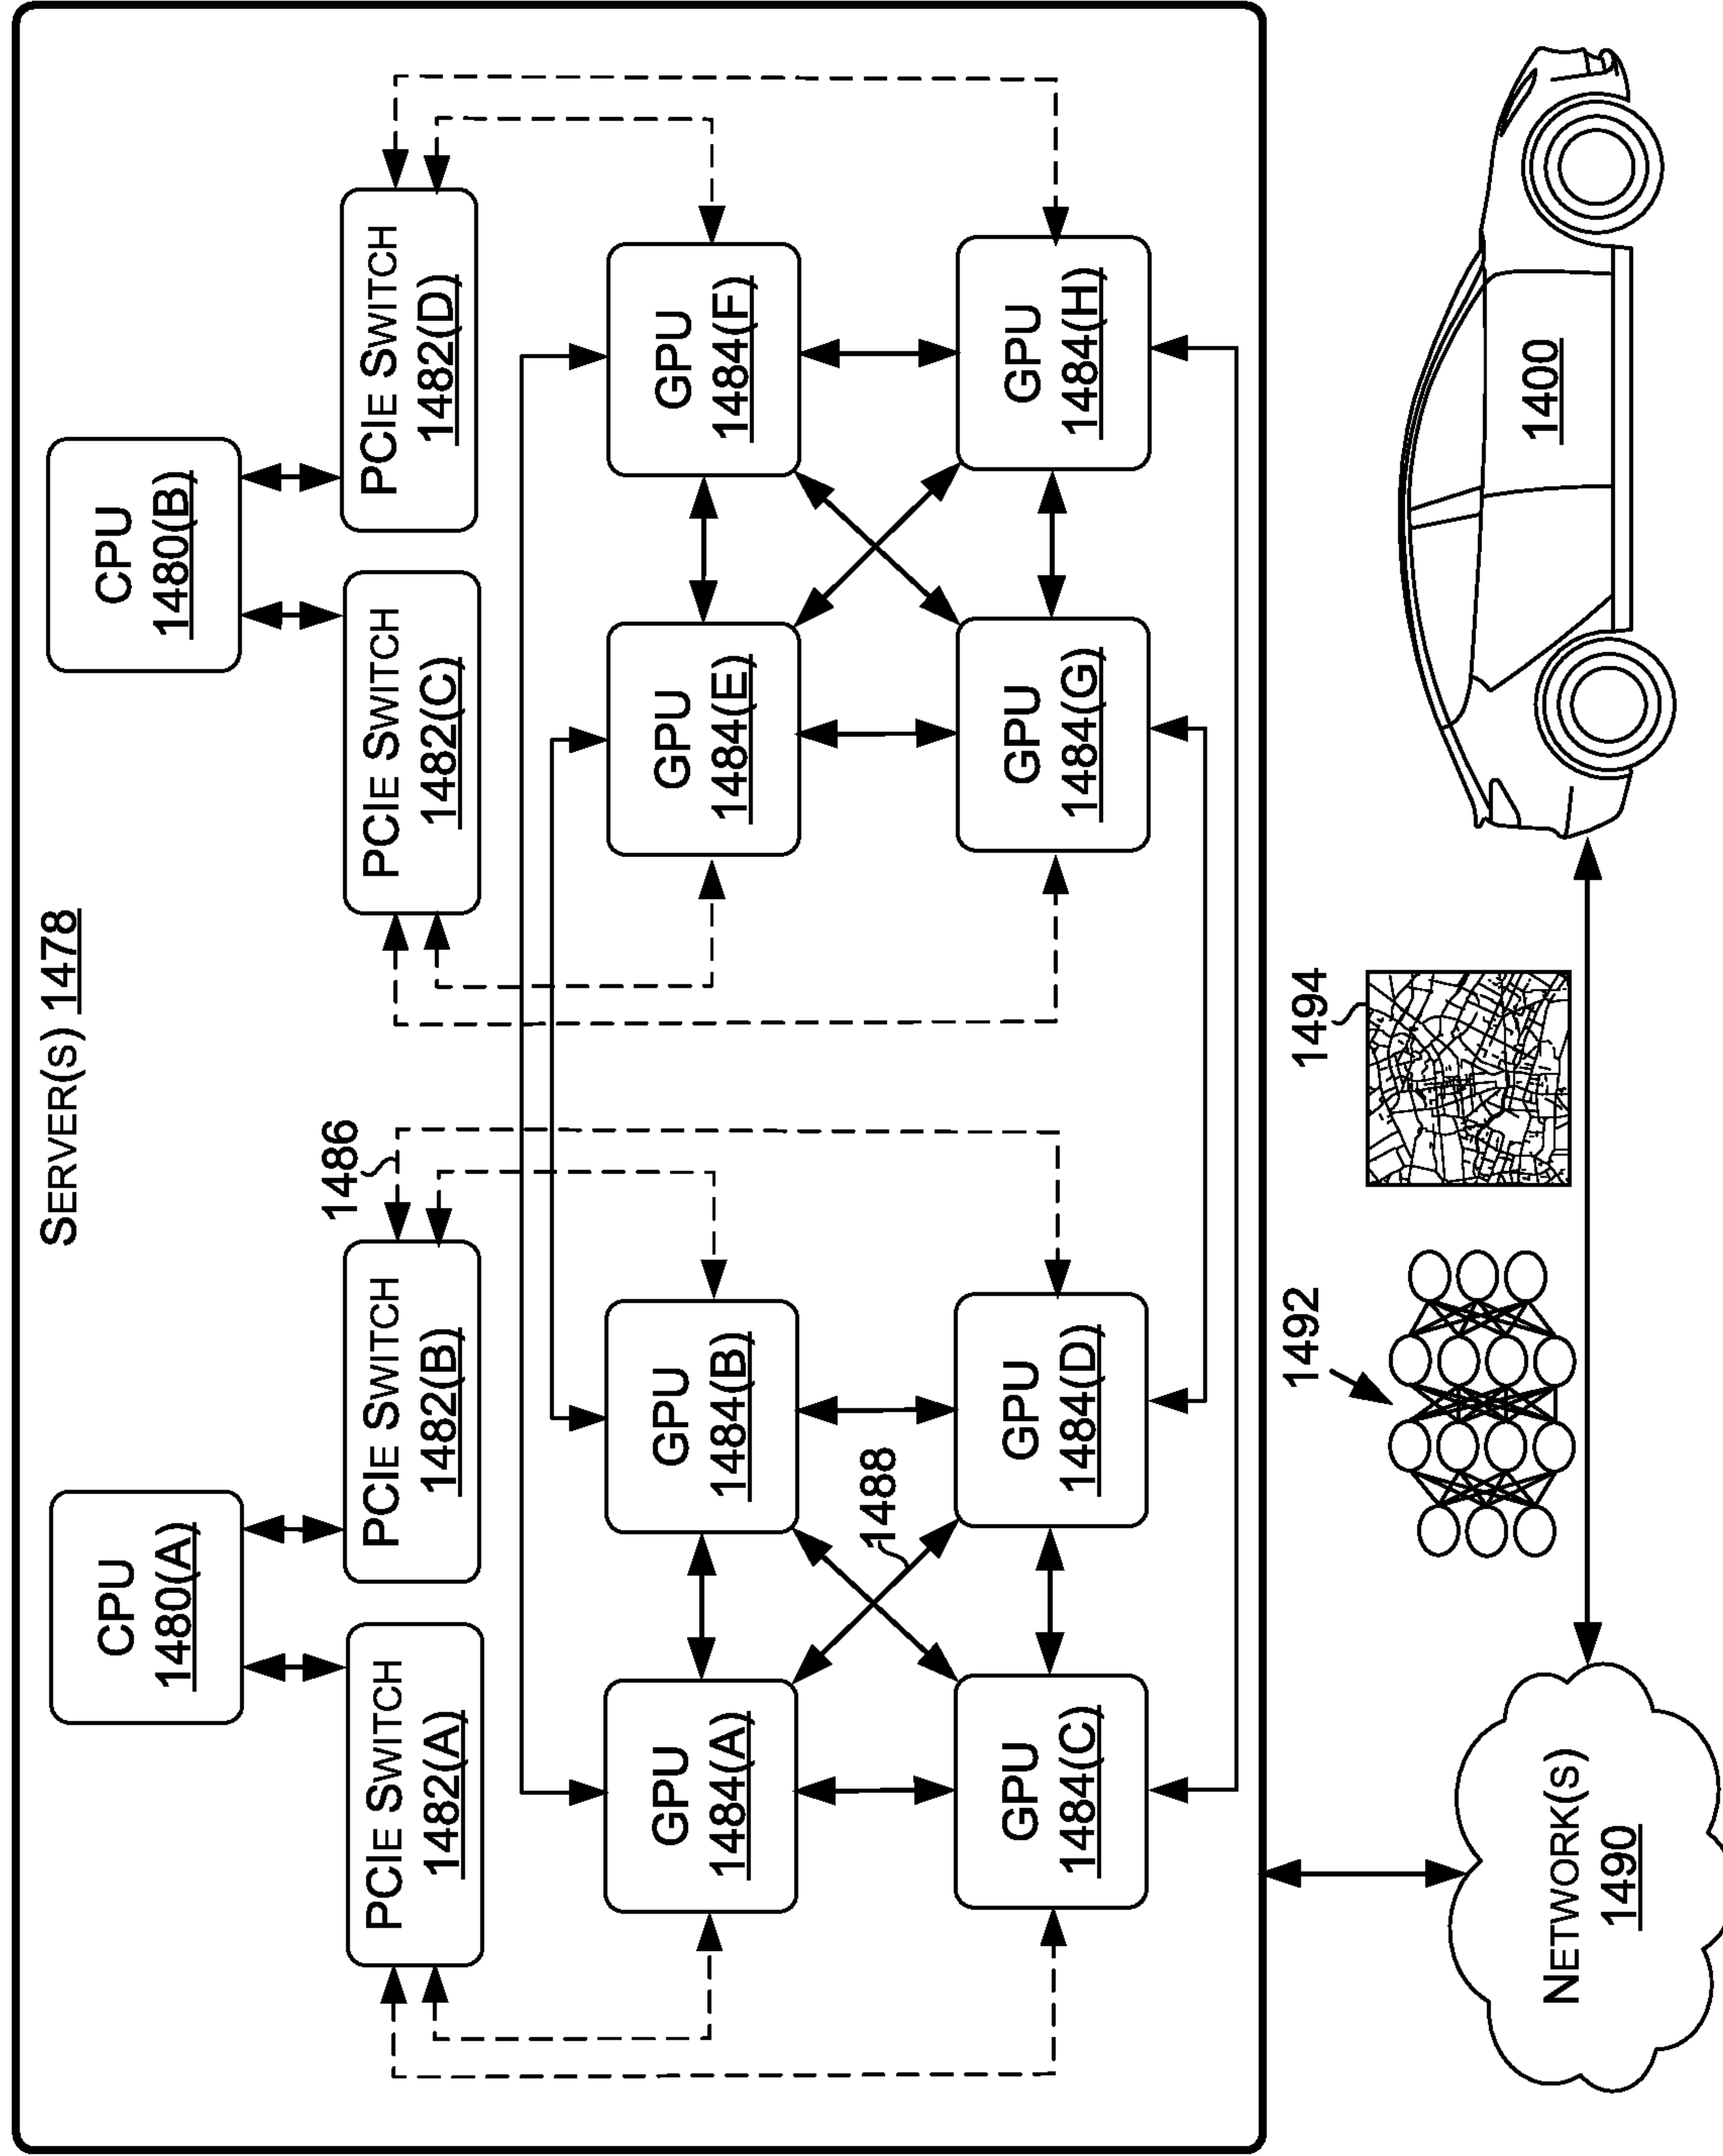 SERVER(S) 1478
CPU
1480(A)
CPU
1480(B)
PCIE SWITCH
1482(A)
PCIE SWITCH
1482(B)
1486
PCIE SWITCH
1482(C)
PCIE SWITCH
1482(D)
GPU
1484(A)
GPU
1484(B)
GPU
1484(E)
GPU
1484(F)
1488
GPU
1484(C)
GPU
1484(D)
GPU
1484(G)
GPU
1484(H)
NETWORK(S)
1490
1492
1494
1400